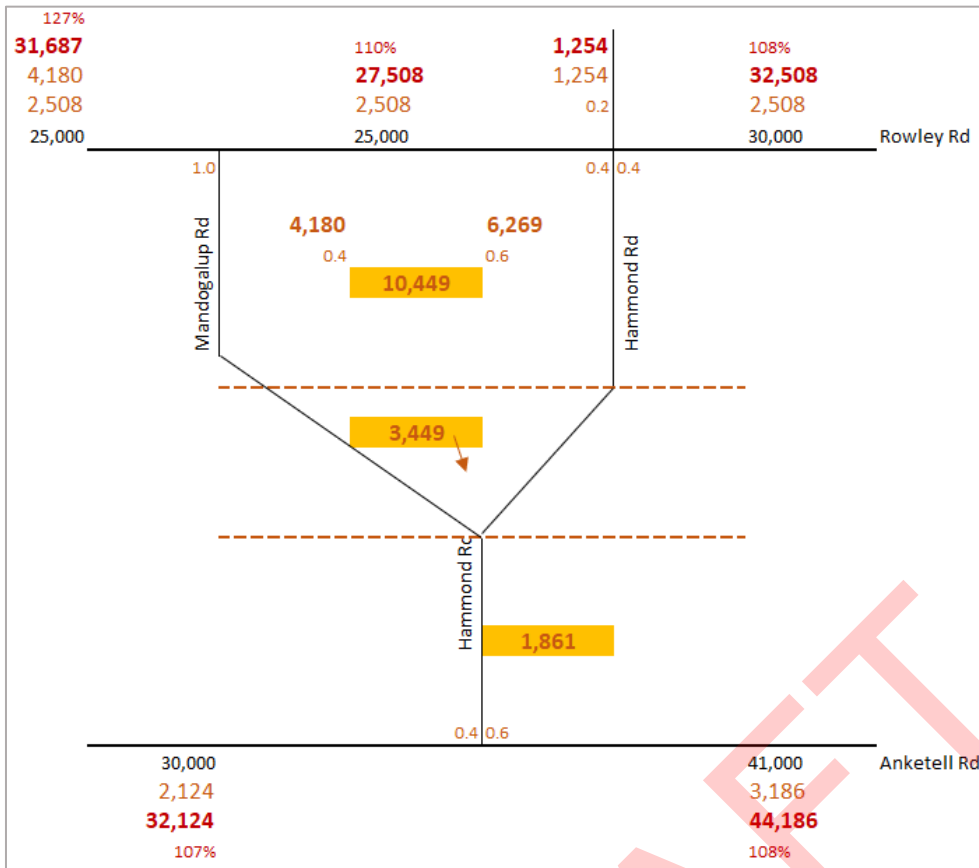 127%
31,687 110% 1,254 108%
4,180 27,508 1,254 32,508
2,508 2,508 0.2 2,508
25,000 25,000 30,000 Rowley Rd
1.0 0.4 0.4
4,180 6,269
0.4 0.6
10,449
Mandogalup Rd
Hammond Rd
3,449
Hammond Rd
1,861
0.4 0.6
30,000 41,000 Anketell Rd
2,124 3,186
32,124 44,186
107% 108%